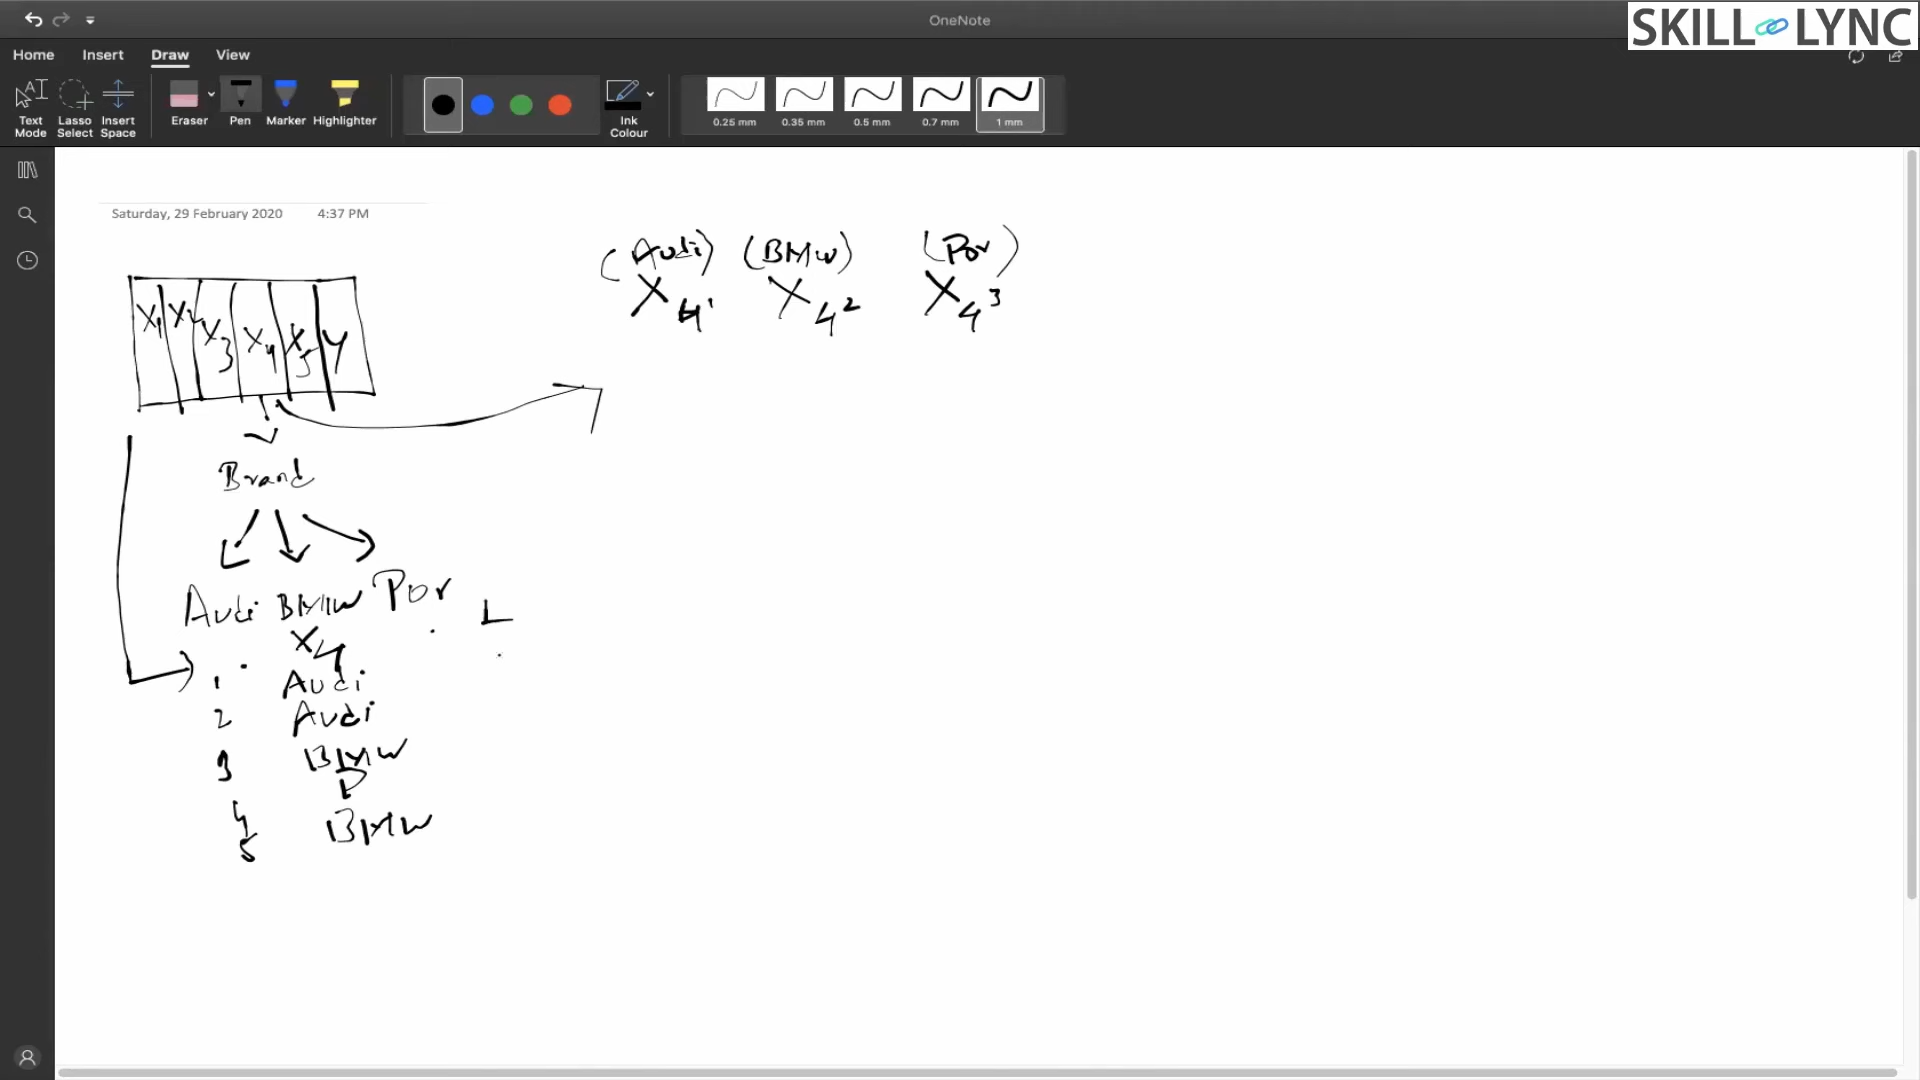 OneNote
SKILL LYNC
Home Insert Draw View
Text Mode
Lasso Select
Insert Space
Eraser
Pen
Marker
Highlighter
Ink Colour
0.25 mm
0.35 mm
0.5 mm
0.7 mm
1 mm
Saturday, 29 February 2020 4:37 PM
(Audi) (BMW) (Por)
X4¹ X4² X4³
X1 X2 X3 X4 X5 Y
Brand
Audi BMW Por L
X4
1 Audi
2 Audi
3 BMW
4 P
5 BMW